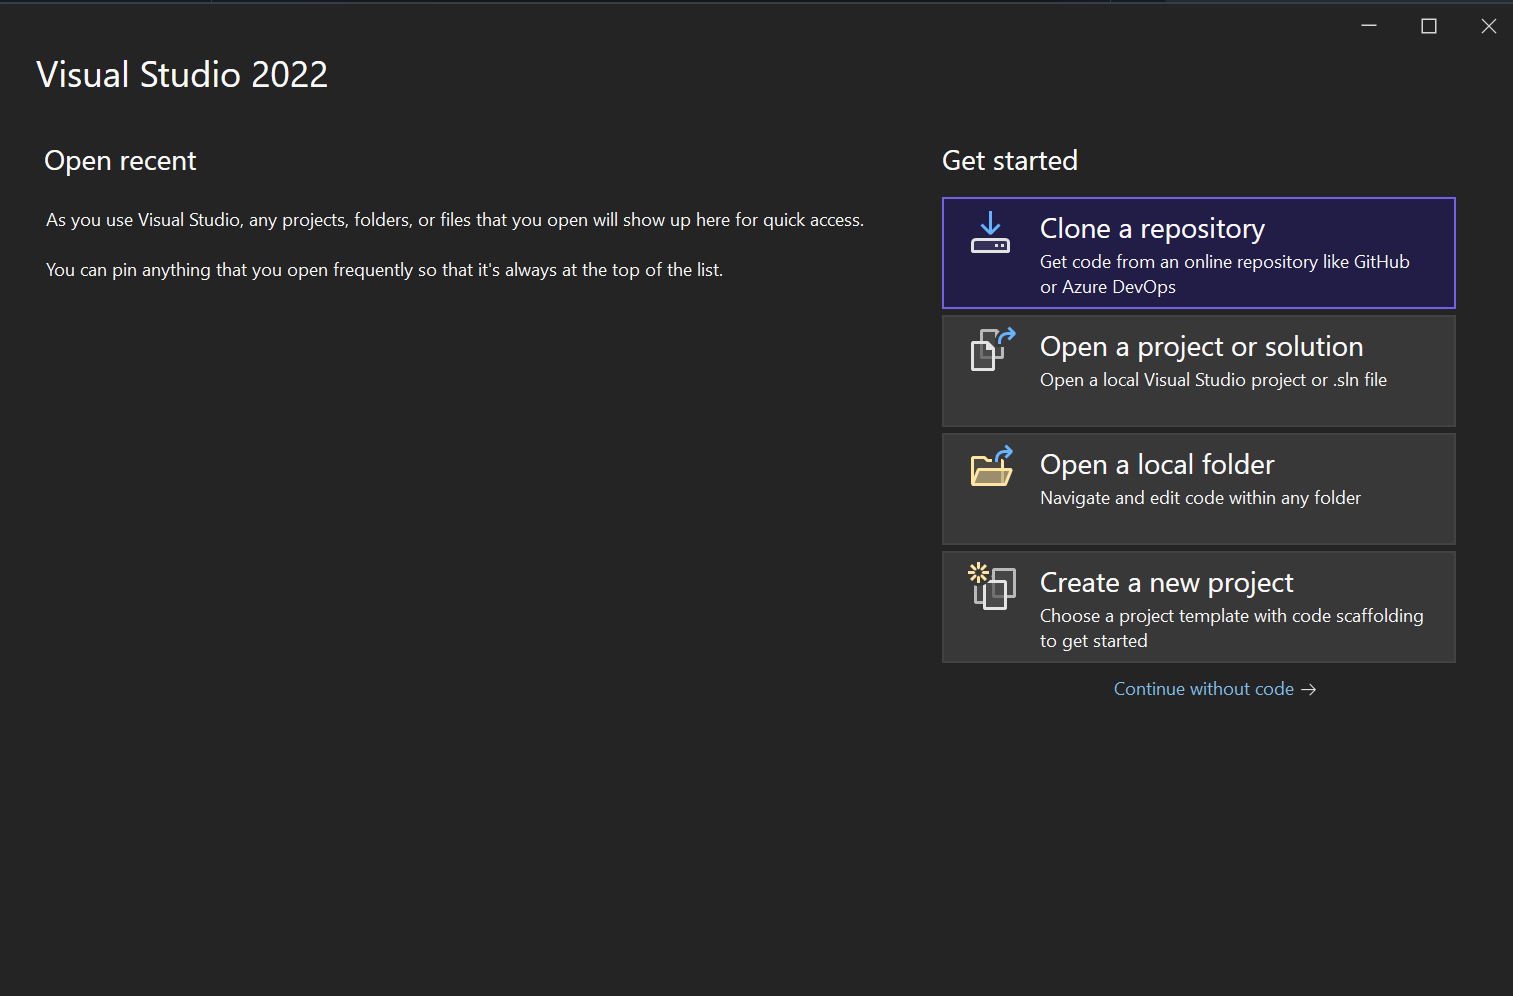 Visual Studio 2022
Open recent
As you use Visual Studio, any projects, folders, or files that you open will show up here for quick access.
You can pin anything that you open frequently so that it's always at the top of the list.
Get started
Clone a repository
Get code from an online repository like GitHub
or Azure DevOps
Open a project or solution
Open a local Visual Studio project or .sln file
Open a local folder
Navigate and edit code within any folder
Create a new project
Choose a project template with code scaffolding
to get started
Continue without code →